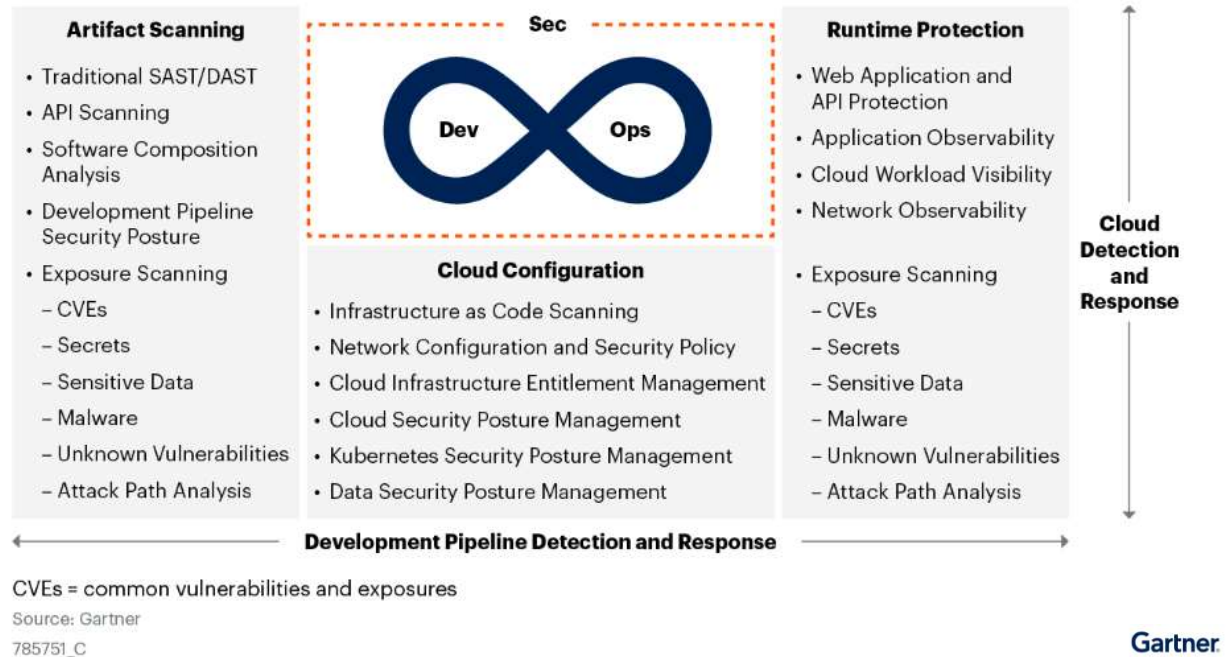 Artifact Scanning
• Traditional SAST/DAST
• API Scanning
• Software Composition
Analysis
• Development Pipeline
Security Posture
• Exposure Scanning
– CVEs
– Secrets
– Sensitive Data
– Malware
– Unknown Vulnerabilities
– Attack Path Analysis
Sec
Dev
Ops
Cloud Configuration
• Infrastructure as Code Scanning
• Network Configuration and Security Policy
• Cloud Infrastructure Entitlement Management
• Cloud Security Posture Management
• Kubernetes Security Posture Management
• Data Security Posture Management
Runtime Protection
• Web Application and
API Protection
• Application Observability
• Cloud Workload Visibility
• Network Observability
• Exposure Scanning
– CVEs
– Secrets
– Sensitive Data
– Malware
– Unknown Vulnerabilities
– Attack Path Analysis
Cloud
Detection
and
Response
Development Pipeline Detection and Response
CVEs = common vulnerabilities and exposures
Source: Gartner
785751_C
Gartner